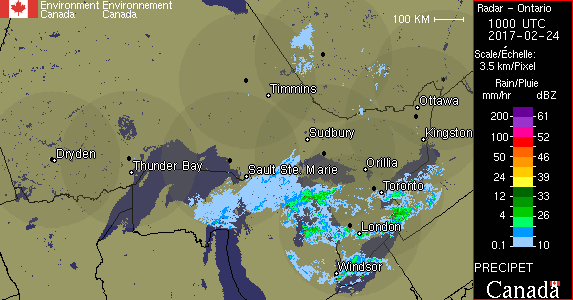 Environment Environnement
Canada Canada
100 KM
Timmins
Ottawa
Sudbury
Kingston
Dryden
Thunder Bay
Sault Ste. Marie
Orillia
Toronto
London
Windsor
Radar - Ontario
1000 UTC
2017-02-24
Scale/Échelle:
3.5 km/Pixel
Rain/Pluie
mm/hr dBZ
200 61
100 52
50 46
24 39
12 33
4 26
0.1 10
PRECIPET
Canada